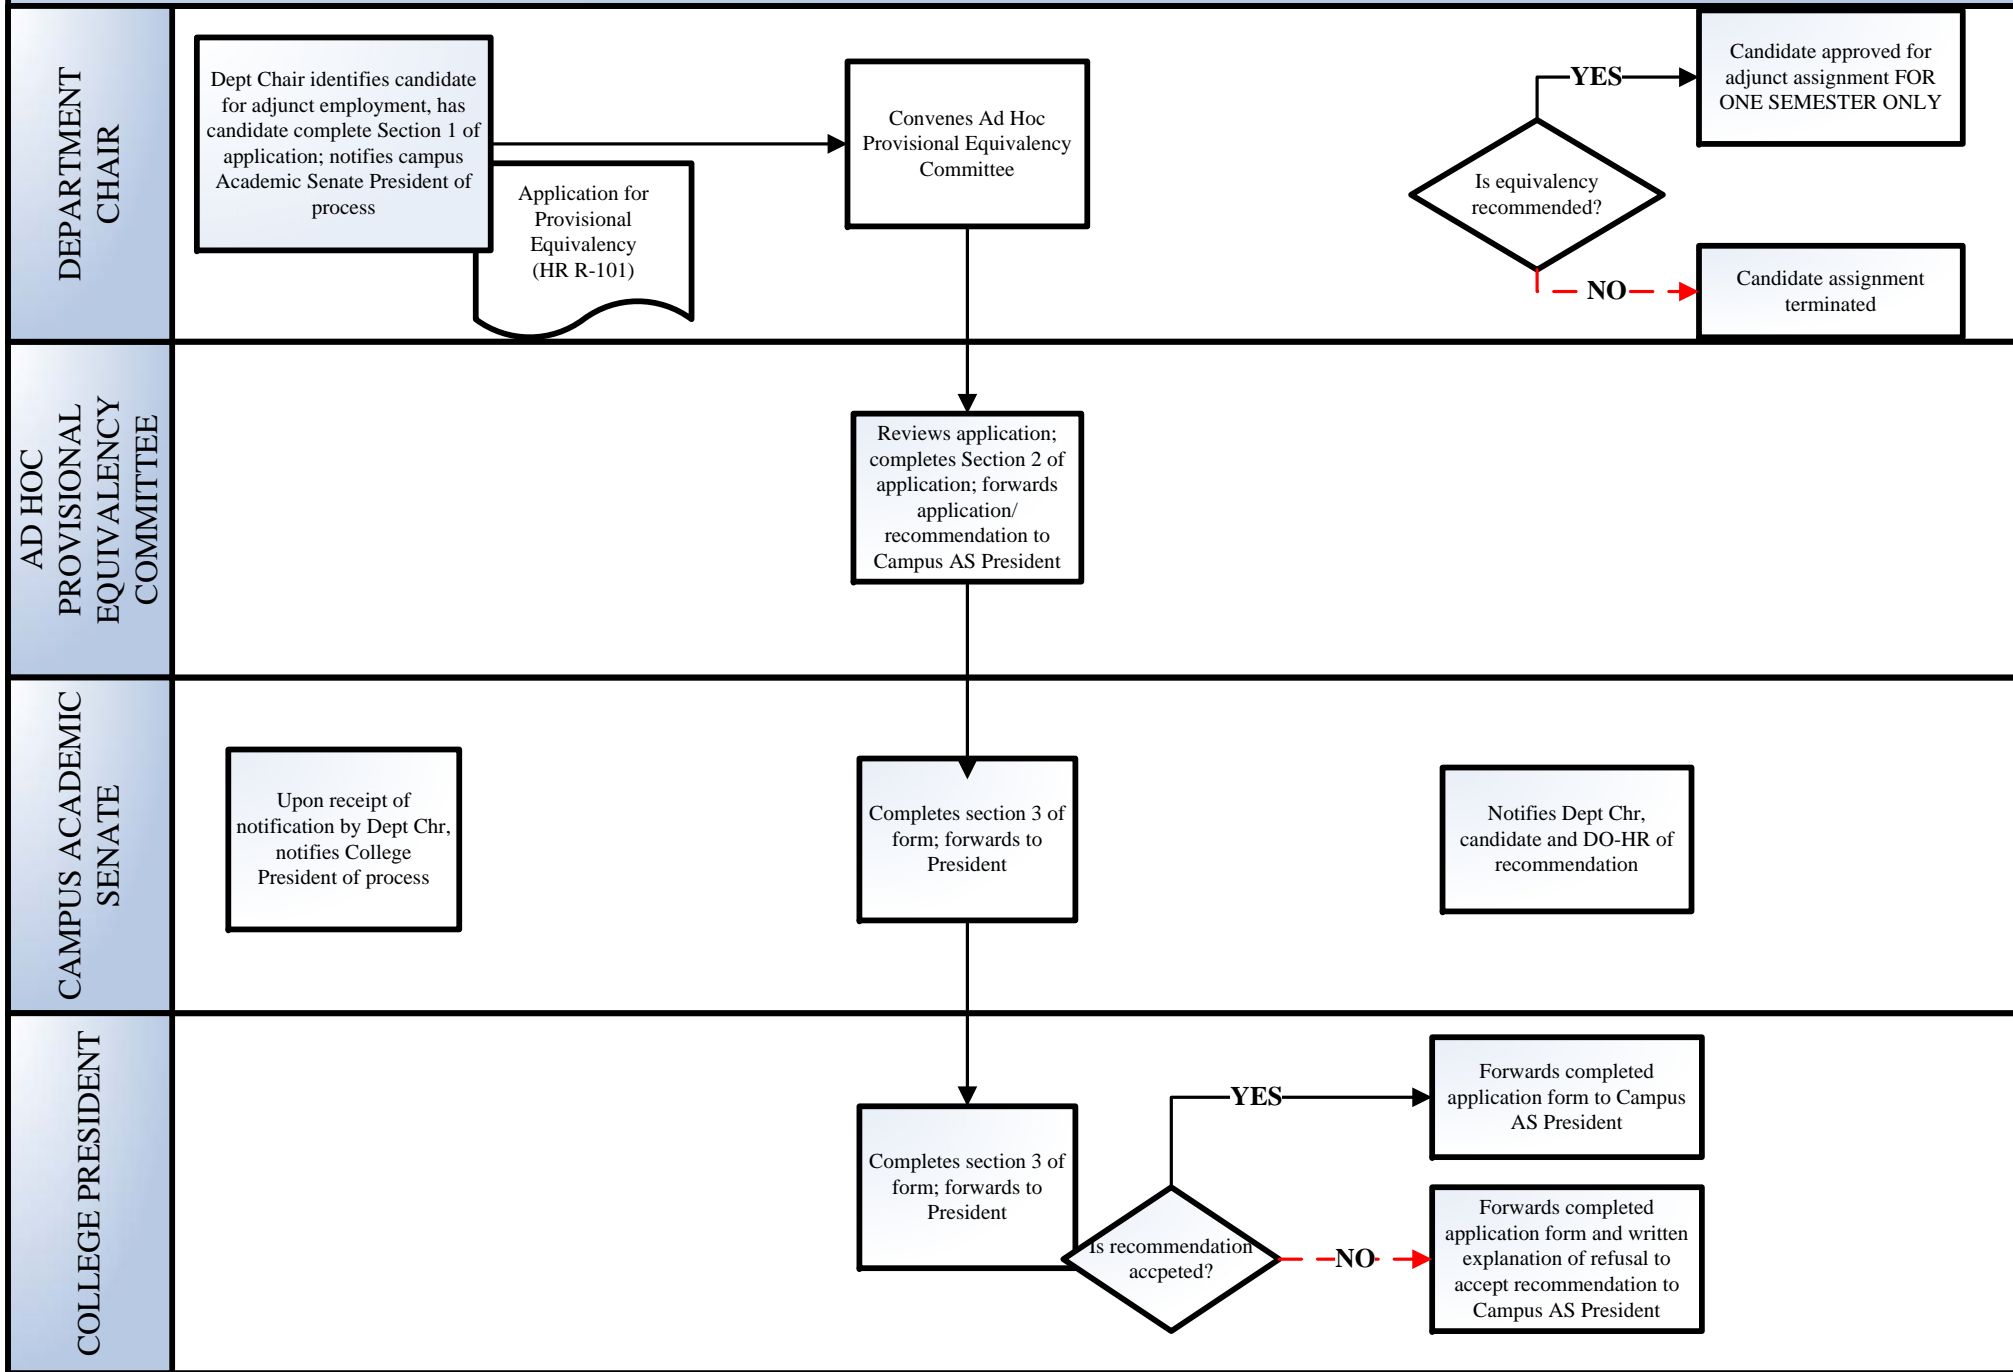 DEPARTMENT
CHAIR
Dept Chair identifies candidate
for adjunct employment, has
candidate complete Section 1 of
application; notifies campus
Academic Senate President of
process
Application for
Provisional
Equivalency
(HR R-101)
Convenes Ad Hoc
Provisional Equivalency
Committee
Is equivalency
recommended?
YES
Candidate approved for
adjunct assignment FOR
ONE SEMESTER ONLY
NO
Candidate assignment
terminated
AD HOC
PROVISIONAL
EQUIVALENCY
COMMITTEE
Reviews application;
completes Section 2 of
application; forwards
application/
recommendation to
Campus AS President
CAMPUS ACADEMIC
SENATE
Upon receipt of
notification by Dept Chr,
notifies College
President of process
Completes section 3 of
form; forwards to
President
Notifies Dept Chr,
candidate and DO-HR of
recommendation
COLLEGE PRESIDENT
Completes section 3 of
form; forwards to
President
Is recommendation
accpeted?
YES
Forwards completed
application form to Campus
AS President
NO
Forwards completed
application form and written
explanation of refusal to
accept recommendation to
Campus AS President